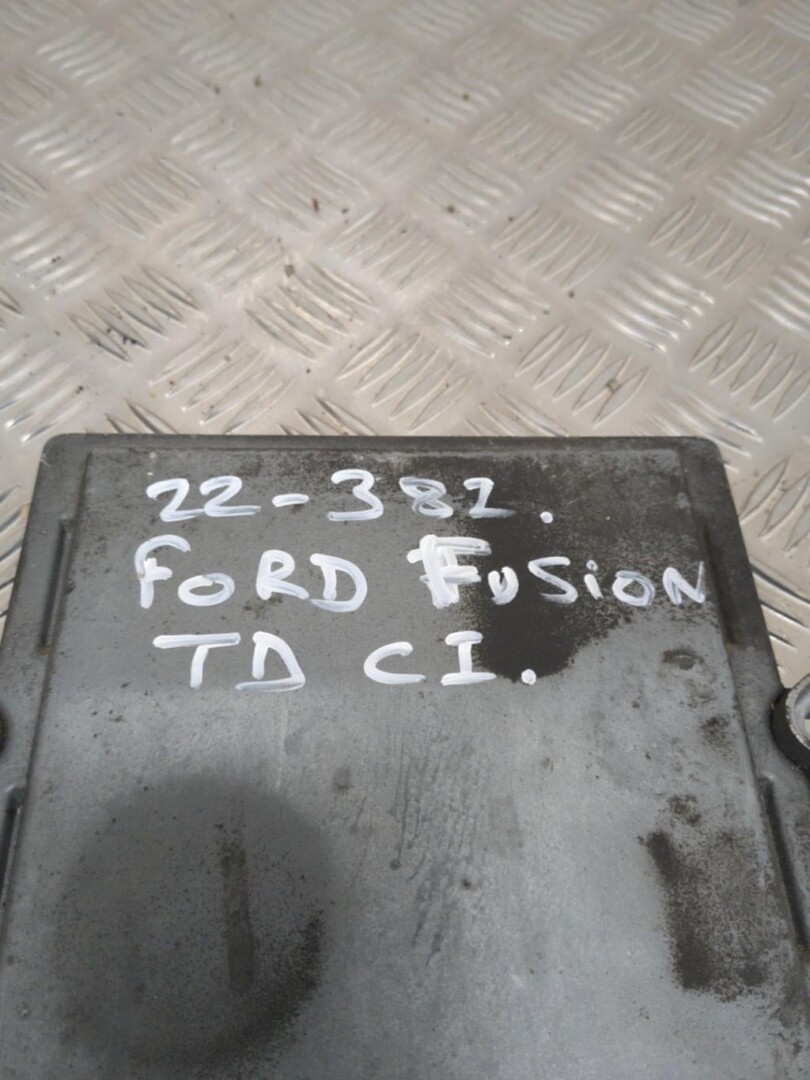 22-381.
FORD FUSION
TD CI.